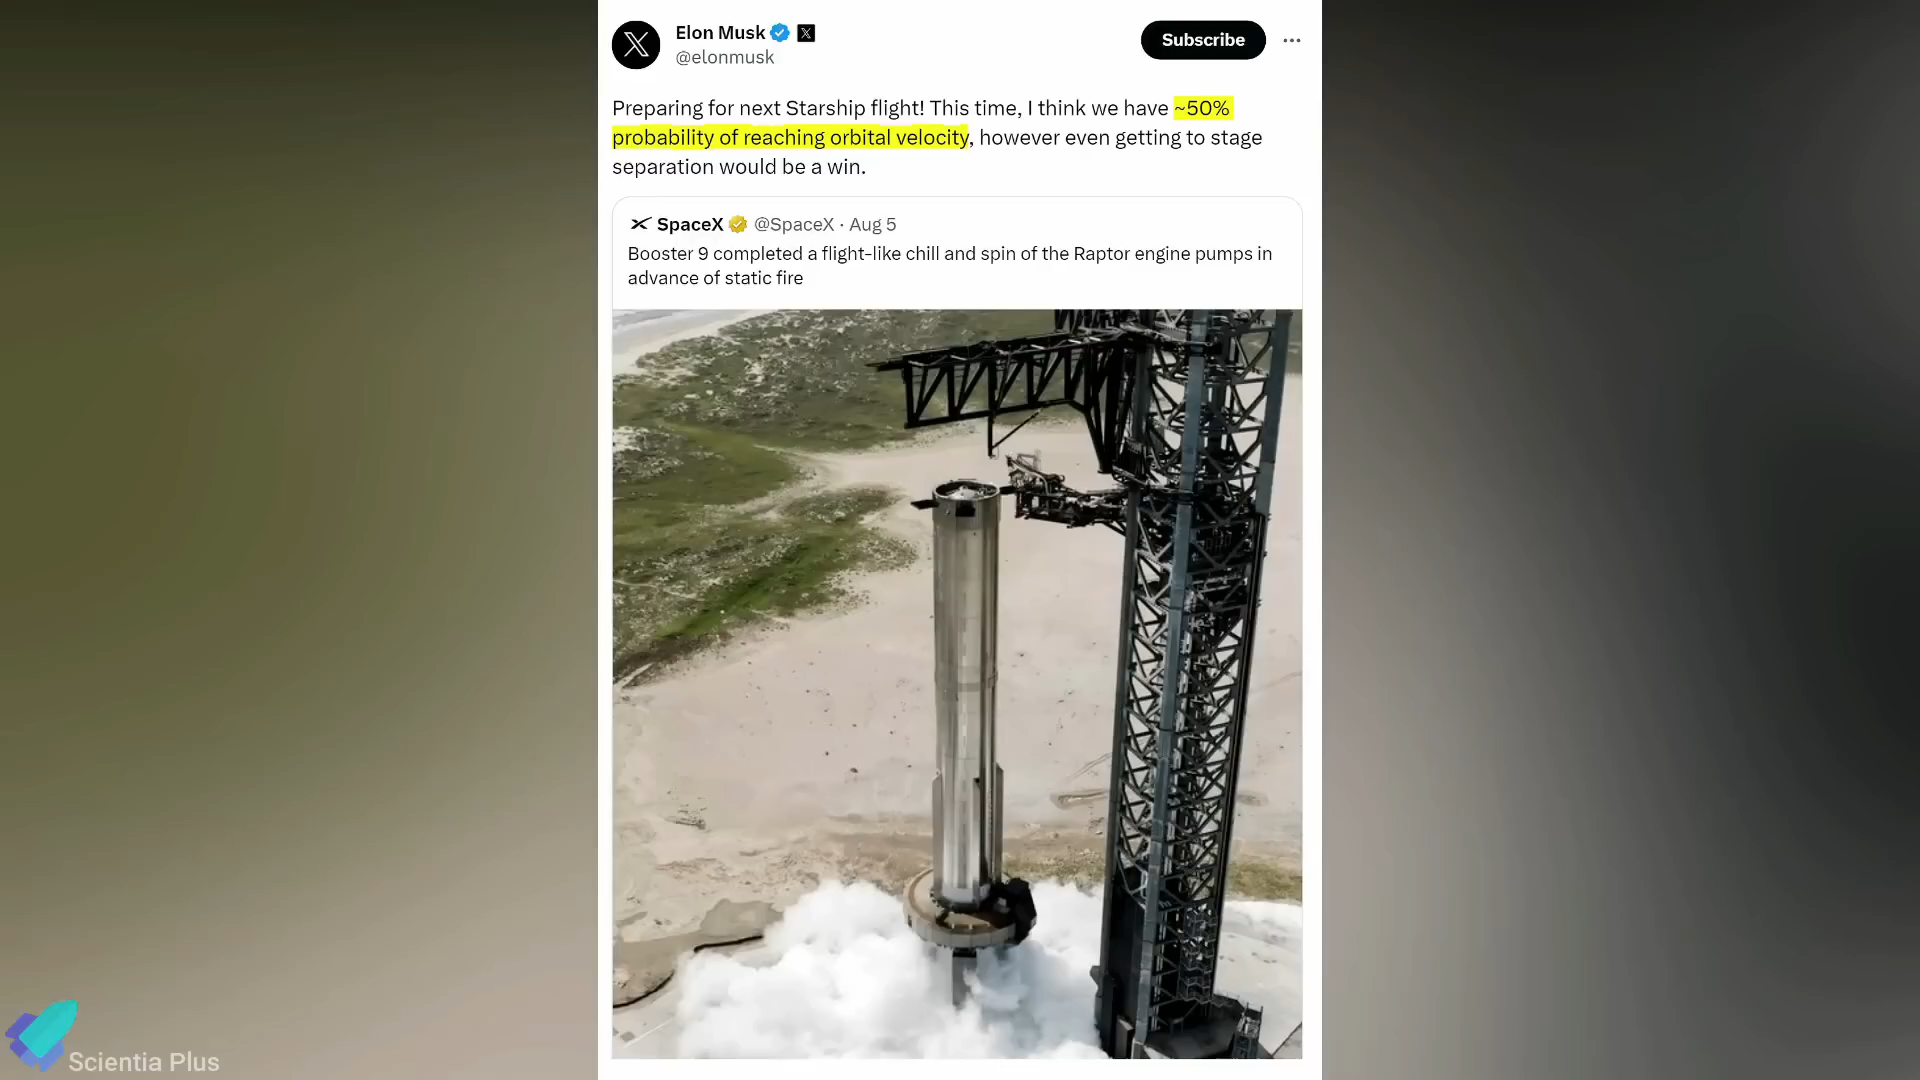 Elon Musk
@elonmusk
Subscribe
Preparing for next Starship flight! This time, I think we have ~50%
probability of reaching orbital velocity, however even getting to stage
separation would be a win.
SpaceX @SpaceX · Aug 5
Booster 9 completed a flight-like chill and spin of the Raptor engine pumps in
advance of static fire
Scientia Plus